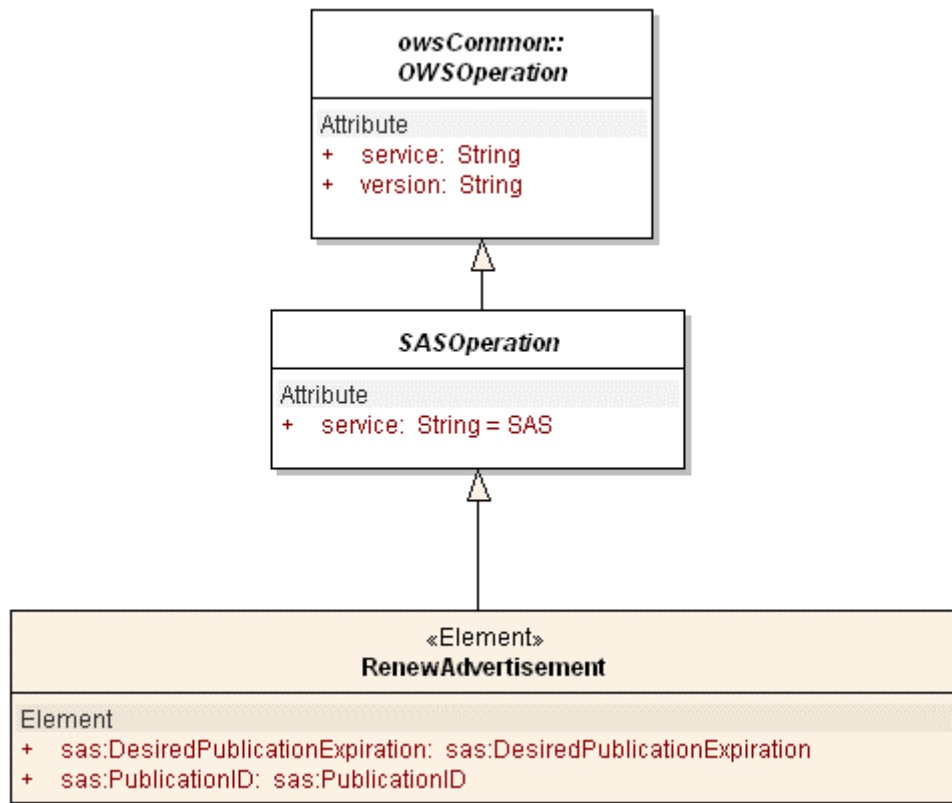 owsCommon::
OWSOperation
Attribute
+ service: String
+ version: String
SASOperation
Attribute
+ service: String = SAS
«Element»
RenewAdvertisement
Element
+ sas:DesiredPublicationExpiration: sas:DesiredPublicationExpiration
+ sas:PublicationID: sas:PublicationID